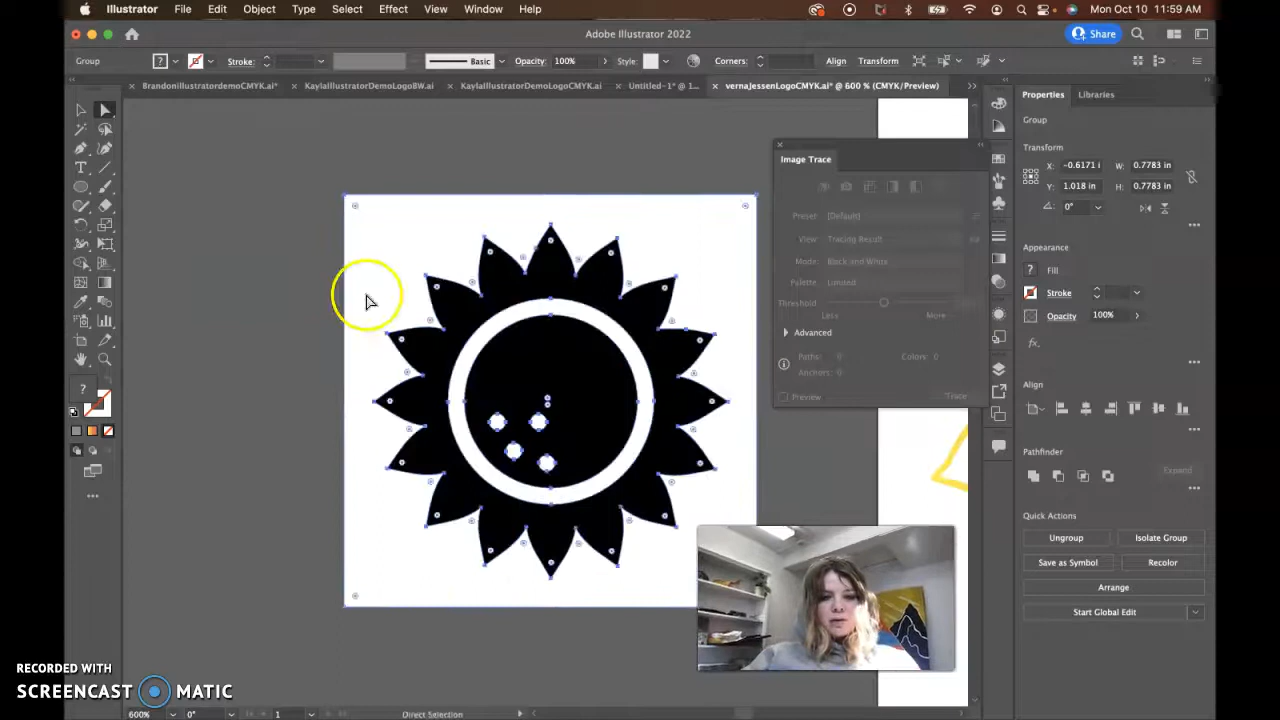 Illustrator File Edit Object Type Select Effect View Window Help Mon Oct 10 11:59 AM
Adobe Illustrator 2022 Share
Group ? Stroke: Basic Opacity: 100% Style: Corners: Align Transform
BrandonillustratordemoCMYK.ai* KaylaIllustratorDemoLogoBW.ai KaylaIllustratorDemoLogoCMYK.ai Untitled-1* @ 1... vernaJessenLogoCMYK.ai* @ 600 % (CMYK/Preview)
Properties Libraries
Group
Transform
X: -0.6171 i W: 0.7783 in
Y: 1.018 in H: 0.7783 in
0°
Appearance
? Fill
Stroke
Opacity 100%
fx.
Align
Pathfinder
Expand
Quick Actions
Ungroup Isolate Group
Save as Symbol Recolor
Arrange
Start Global Edit
Image Trace
Preset: [Default]
View: Tracing Result
Mode: Black and White
Palette: Limited
Threshold
Less More
Advanced
Paths: 0 Colors: 0
Anchors: 0
Preview Trace
?
RECORDED WITH
SCREENCAST MATIC
600% 0° 1 Direct Selection